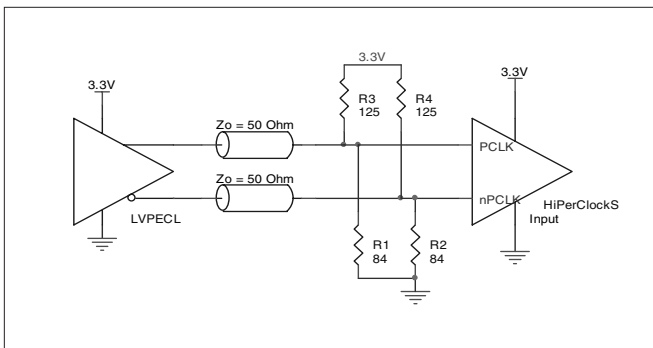 3.3V
3.3V
3.3V
R3
125
R4
125
Zo = 50 Ohm
PCLK
Zo = 50 Ohm
nPCLK
HiPerClockS
Input
LVPECL
R1
84
R2
84